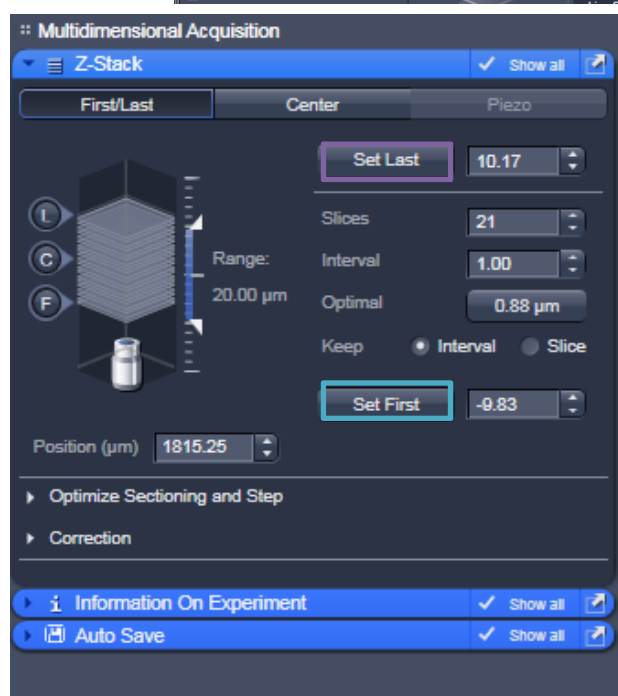 Multidimensional Acquisition
Z-Stack Show all
First/Last Center Piezo
Set Last 10.17
L
Slices 21
C Range: Interval 1.00
F 20.00 µm Optimal 0.88 µm
Keep Interval Slice
Set First -9.83
Position (µm) 1815.25
Optimize Sectioning and Step
Correction
i Information On Experiment Show all
Auto Save Show all